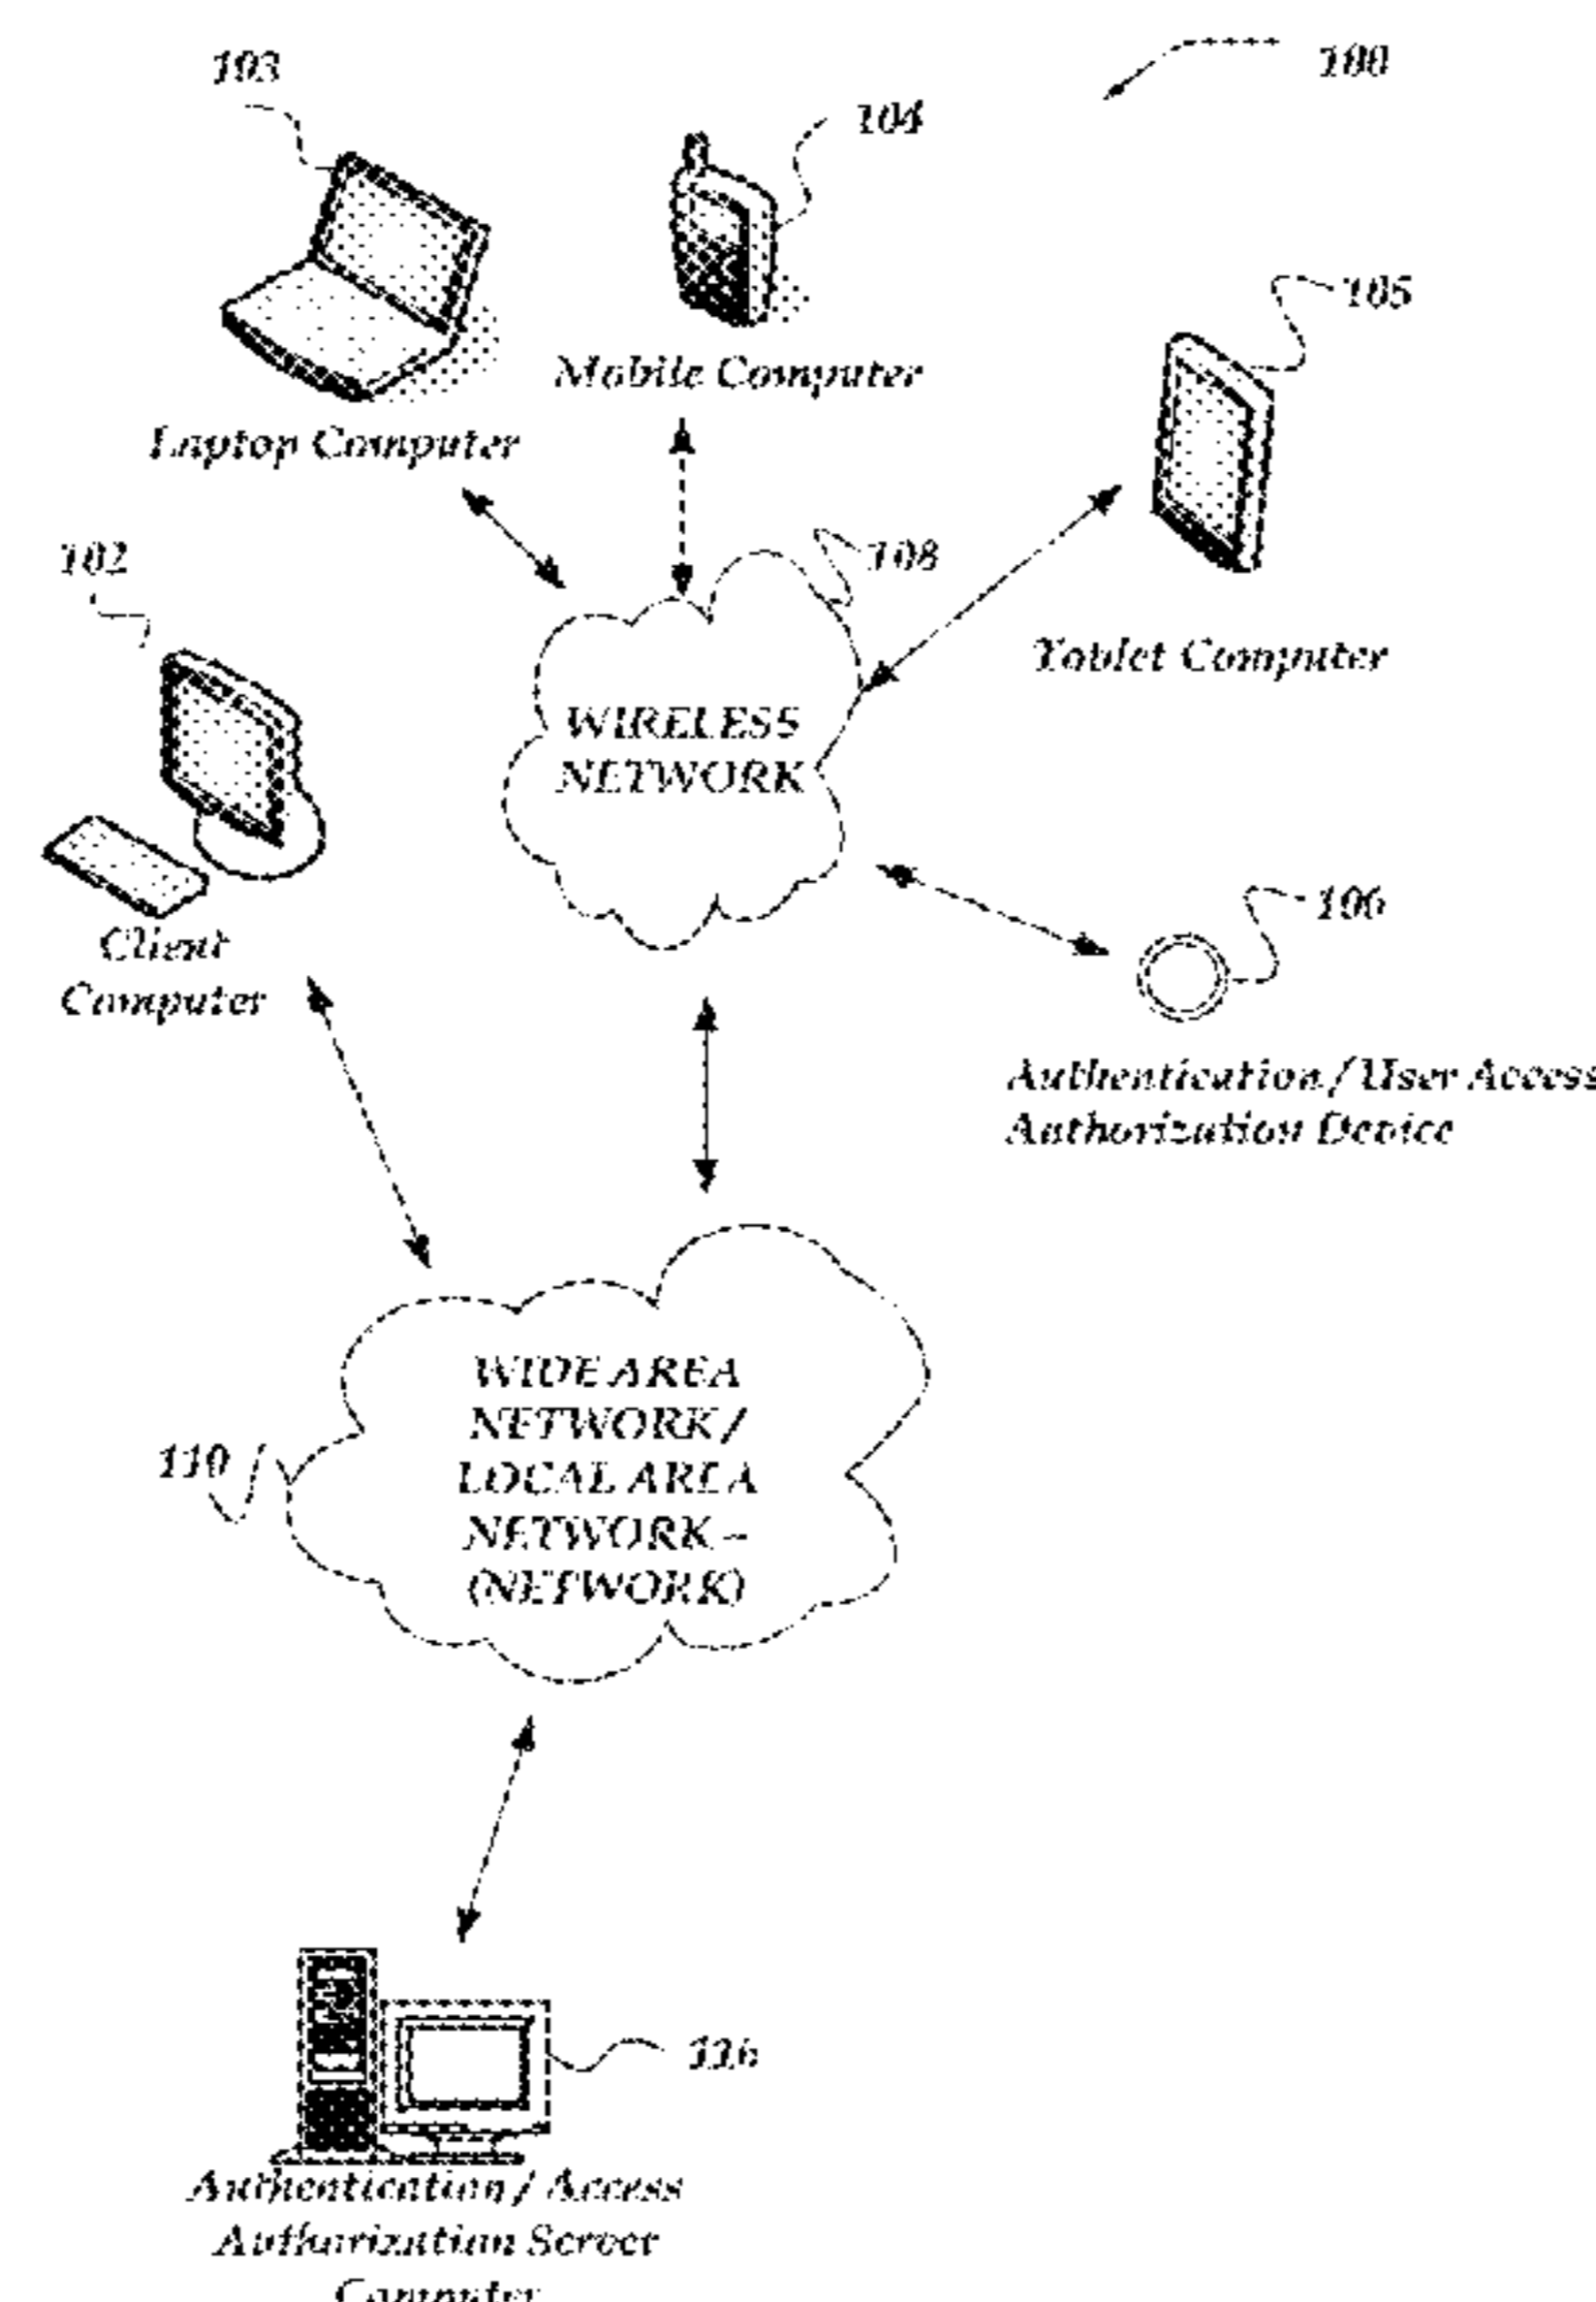 103
100
104
105
Mobile Computer
Laptop Computer
102
108
Tablet Computer
WIRELESS
NETWORK
106
Client
Computer
Authentication/User Access
Authorization Device
WIDE AREA
NETWORK/
LOCAL AREA
NETWORK –
(NETWORK)
110
116
Authentication / Access
Authorization Server
Computer